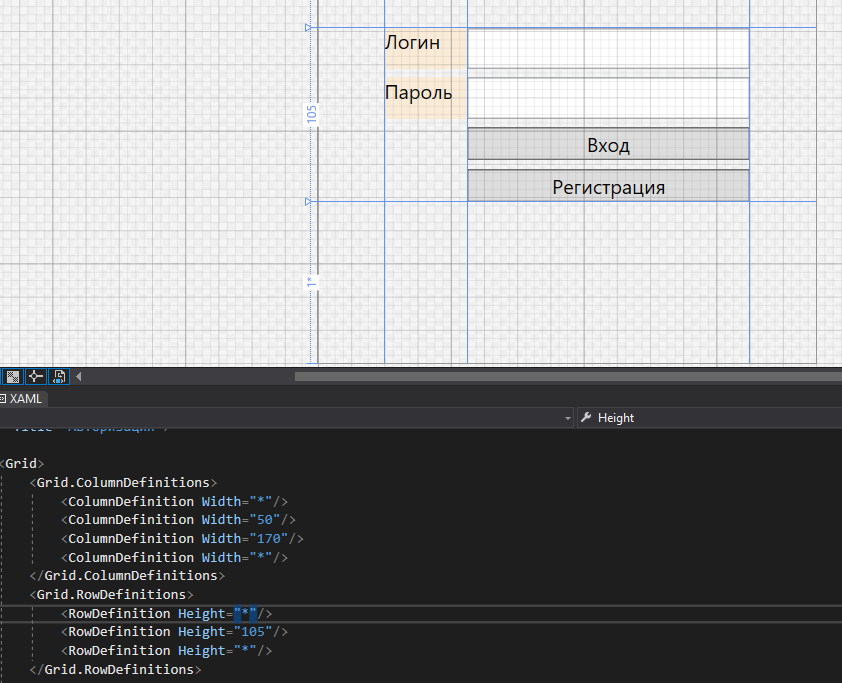 Логин
Пароль
105
Вход
Регистрация
1*
XAML
Height
Title="Авторизация">
<Grid>
<Grid.ColumnDefinitions>
<ColumnDefinition Width="*"/>
<ColumnDefinition Width="50"/>
<ColumnDefinition Width="170"/>
<ColumnDefinition Width="*"/>
</Grid.ColumnDefinitions>
<Grid.RowDefinitions>
<RowDefinition Height="*"/>
<RowDefinition Height="105"/>
<RowDefinition Height="*"/>
</Grid.RowDefinitions>